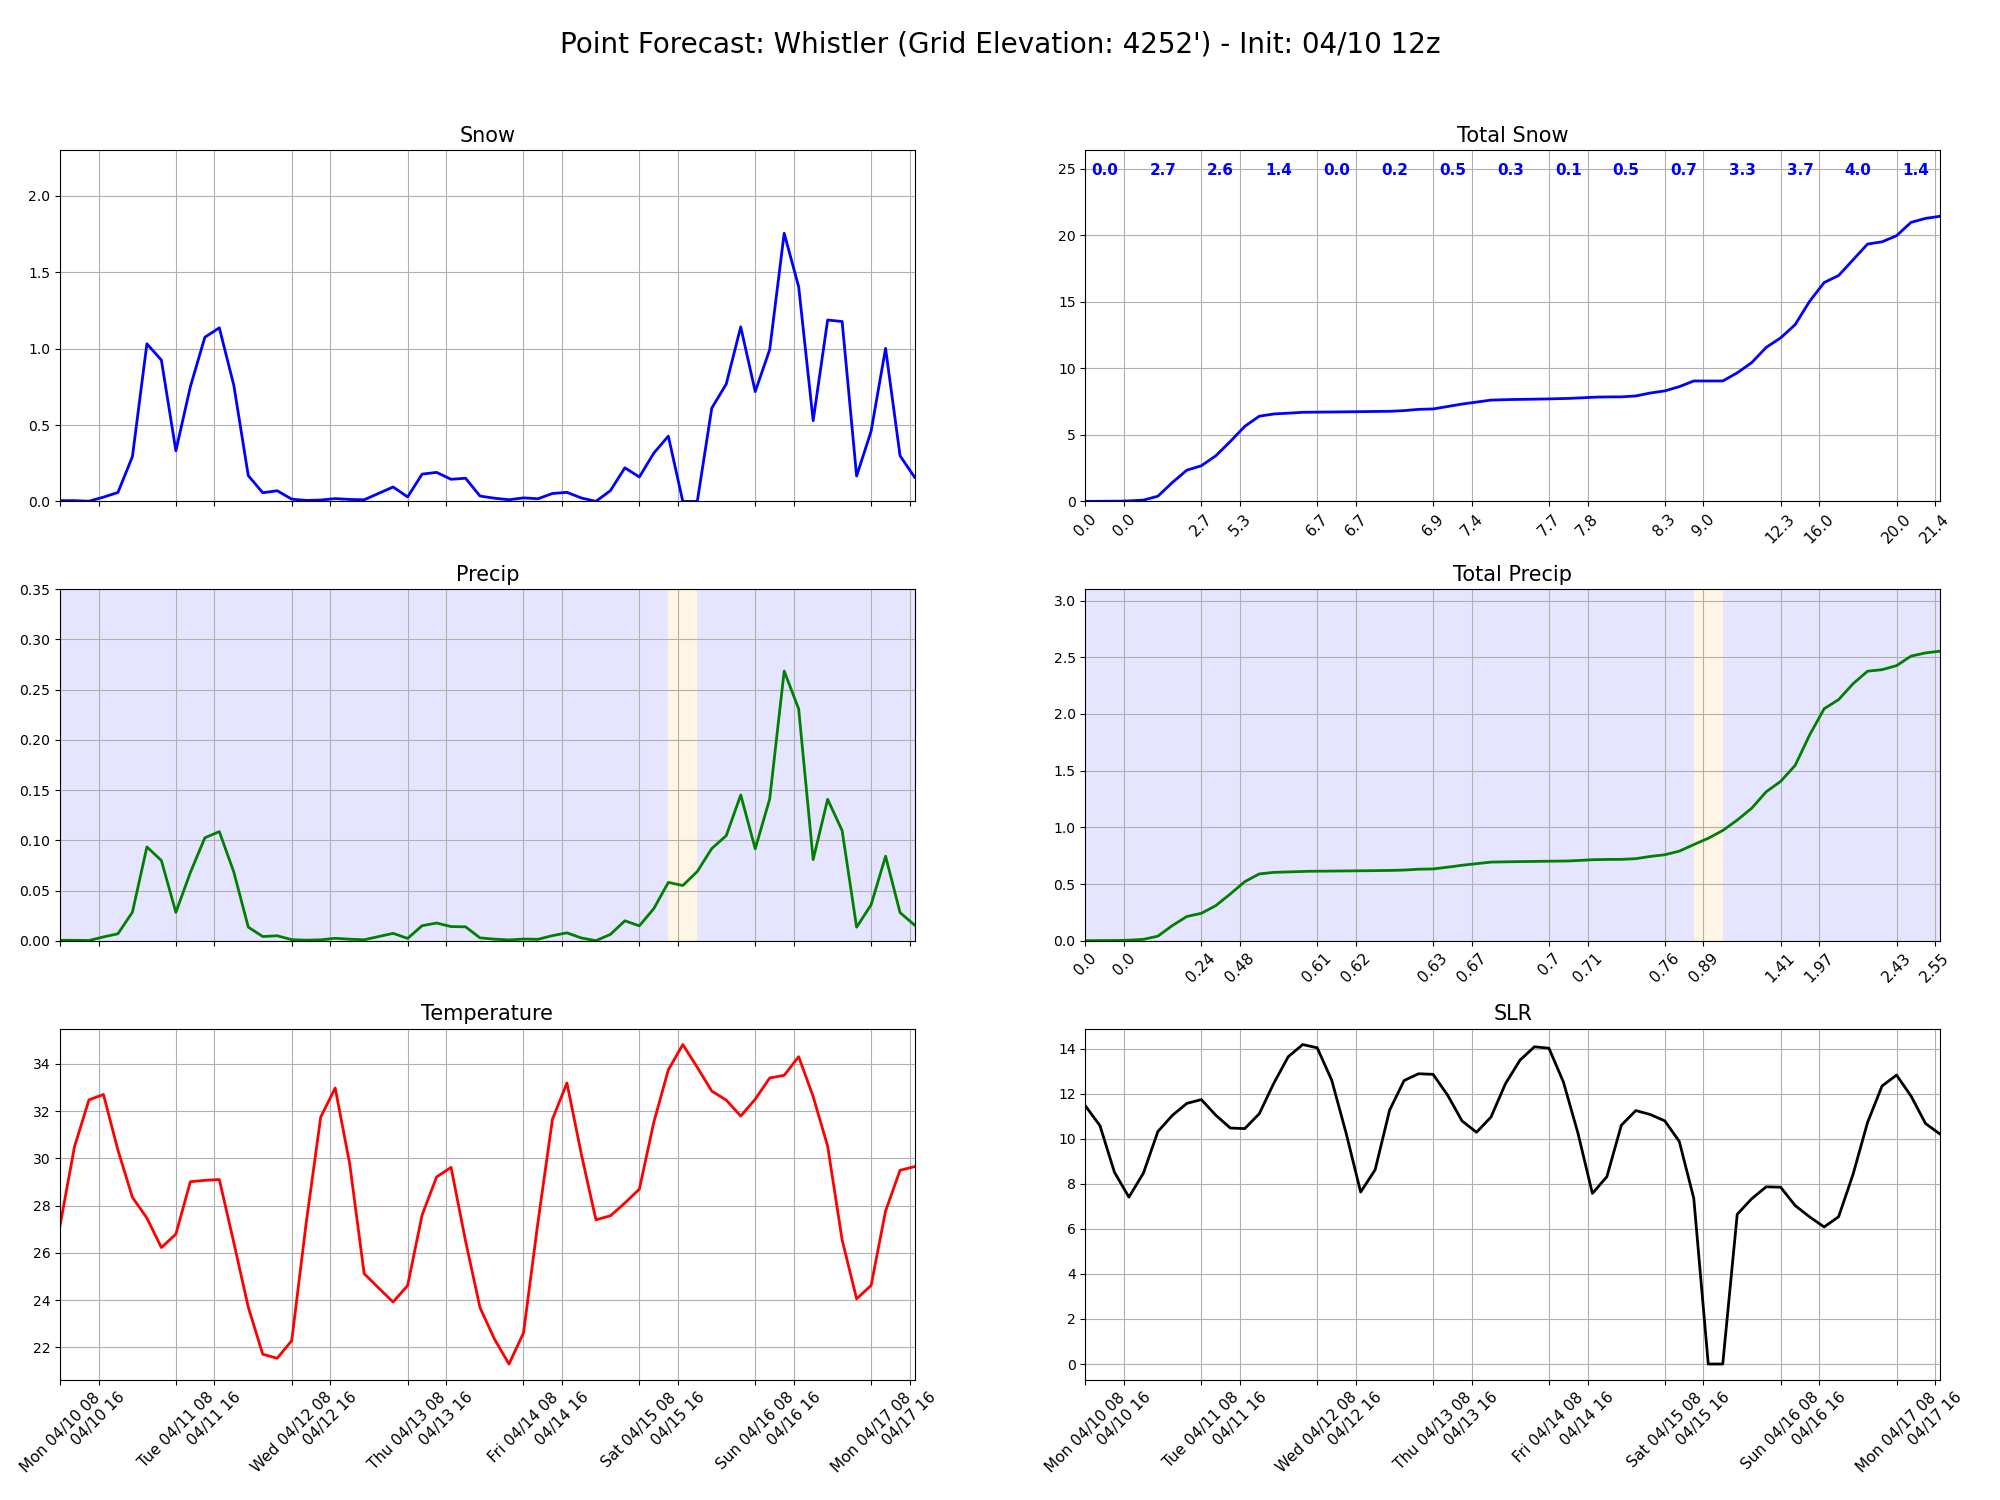 Point Forecast: Whistler (Grid Elevation: 4252') - Init: 04/10 12z
Snow
2.0
1.5
1.0
0.5
0.0
Total Snow
0.0 2.7 2.6 1.4 0.0 0.2 0.5 0.3 0.1 0.5 0.7 3.3 3.7 4.0 1.4
25
20
15
10
5
0
0.0 0.0 2.7 5.3 6.7 6.7 6.9 7.4 7.7 7.8 8.3 9.0 12.3 16.0 20.0 21.4
Precip
0.35
0.30
0.25
0.20
0.15
0.10
0.05
0.00
Total Precip
3.0
2.5
2.0
1.5
1.0
0.5
0.0
0.0 0.0 0.24 0.48 0.61 0.62 0.63 0.67 0.7 0.71 0.76 0.89 1.41 1.97 2.43 2.55
Temperature
34
32
30
28
26
24
22
Mon 04/10 08
04/10 16
Tue 04/11 08
04/11 16
Wed 04/12 08
04/12 16
Thu 04/13 08
04/13 16
Fri 04/14 08
04/14 16
Sat 04/15 08
04/15 16
Sun 04/16 08
04/16 16
Mon 04/17 08
04/17 16
SLR
14
12
10
8
6
4
2
0
Mon 04/10 08
04/10 16
Tue 04/11 08
04/11 16
Wed 04/12 08
04/12 16
Thu 04/13 08
04/13 16
Fri 04/14 08
04/14 16
Sat 04/15 08
04/15 16
Sun 04/16 08
04/16 16
Mon 04/17 08
04/17 16